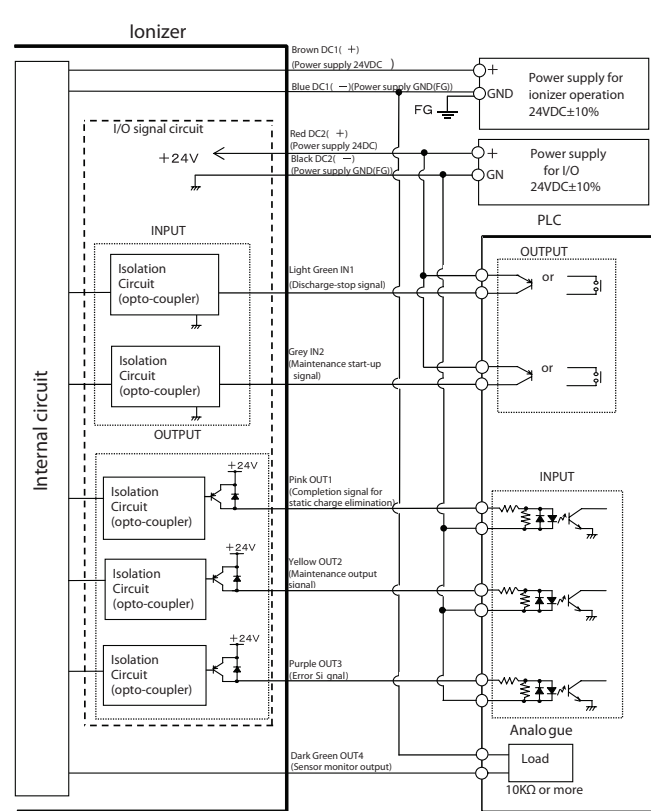 Ionizer
Brown DC1( +)
(Power supply 24VDC )
Blue DC1( −)(Power supply GND(FG))
+
GND
Power supply for
ionizer operation
24VDC±10%
FG
I/O signal circuit
+24V
Red DC2( +)
(Power supply 24DC)
Black DC2( −)
(Power supply GND(FG))
+
GN
Power supply
for I/O
24VDC±10%
PLC
INPUT
OUTPUT
Isolation
Circuit
(opto-coupler)
Light Green IN1
(Discharge-stop signal)
or
Isolation
Circuit
(opto-coupler)
Grey IN2
(Maintenance start-up
signal)
or
Internal circuit
OUTPUT
INPUT
+24V
Isolation
Circuit
(opto-coupler)
Pink OUT1
(Completion signal for
static charge elimination)
+24V
Isolation
Circuit
(opto-coupler)
Yellow OUT2
(Maintenance output
signal)
+24V
Isolation
Circuit
(opto-coupler)
Purple OUT3
(Error Si gnal)
Analo gue
Dark Green OUT4
(Sensor monitor output)
Load
10KΩ or more